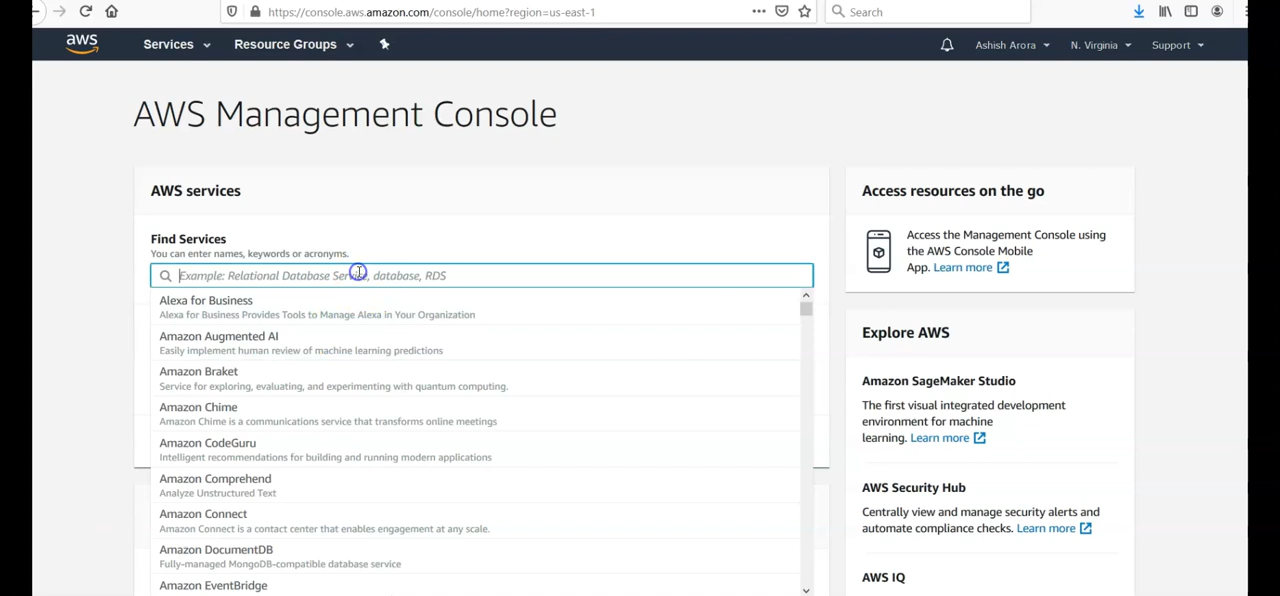 https://console.aws.amazon.com/console/home?region=us-east-1
Search
aws
Services
Resource Groups
Ashish Arora
N. Virginia
Support
AWS Management Console
AWS services
Find Services
You can enter names, keywords or acronyms.
Example: Relational Database Service, database, RDS
Alexa for Business
Alexa for Business Provides Tools to Manage Alexa in Your Organization
Amazon Augmented AI
Easily implement human review of machine learning predictions
Amazon Braket
Service for exploring, evaluating, and experimenting with quantum computing.
Amazon Chime
Amazon Chime is a communications service that transforms online meetings
Amazon CodeGuru
Intelligent recommendations for building and running modern applications
Amazon Comprehend
Analyze Unstructured Text
Amazon Connect
Amazon Connect is a contact center that enables engagement at any scale.
Amazon DocumentDB
Fully-managed MongoDB-compatible database service
Amazon EventBridge
Access resources on the go
Access the Management Console using
the AWS Console Mobile
App. Learn more
Explore AWS
Amazon SageMaker Studio
The first visual integrated development
environment for machine
learning. Learn more
AWS Security Hub
Centrally view and manage security alerts and
automate compliance checks. Learn more
AWS IQ